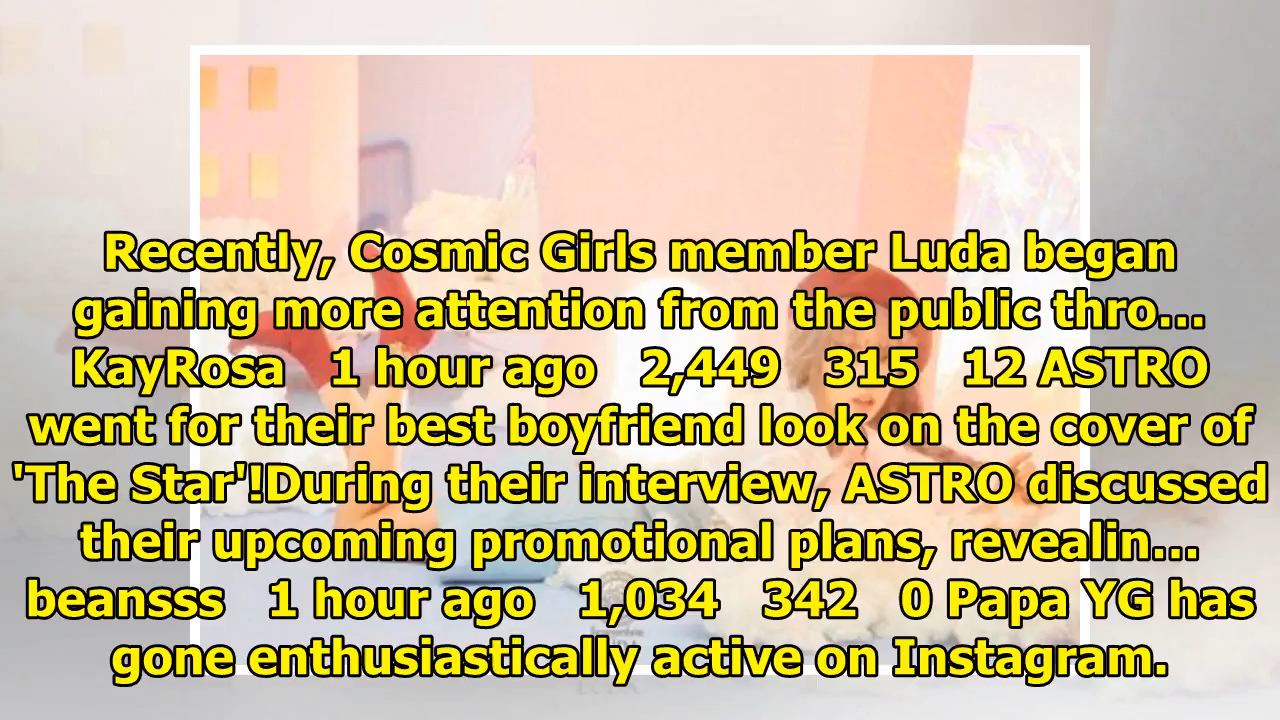 Recently, Cosmic Girls member Luda began
gaining more attention from the public thro...
KayRosa 1 hour ago 2,449 315 12 ASTRO
went for their best boyfriend look on the cover of
'The Star'!During their interview, ASTRO discussed
their upcoming promotional plans, revealin...
beansss 1 hour ago 1,034 342 0 Papa YG has
gone enthusiastically active on Instagram.